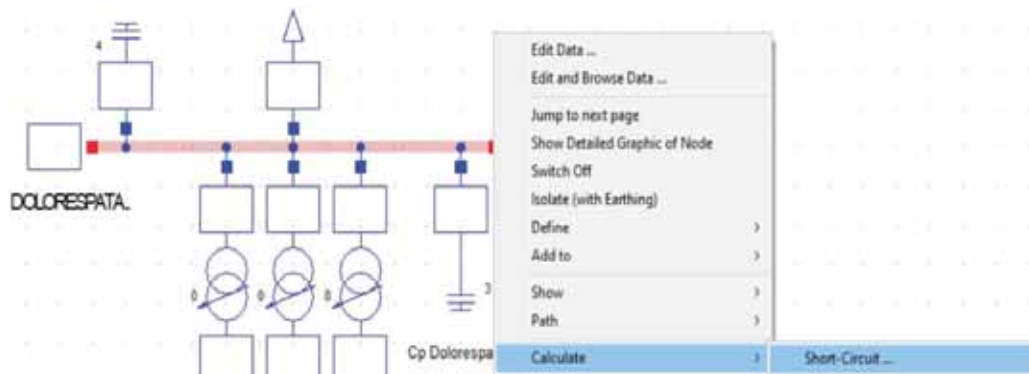 4
DOLORESPATA_
0
0
0
3
Cp Dolorespa
Edit Data ...
Edit and Browse Data ...
Jump to next page
Show Detailed Graphic of Node
Switch Off
Isolate (with Earthing)
Define
Add to
Show
Path
Calculate
Short-Circuit ...